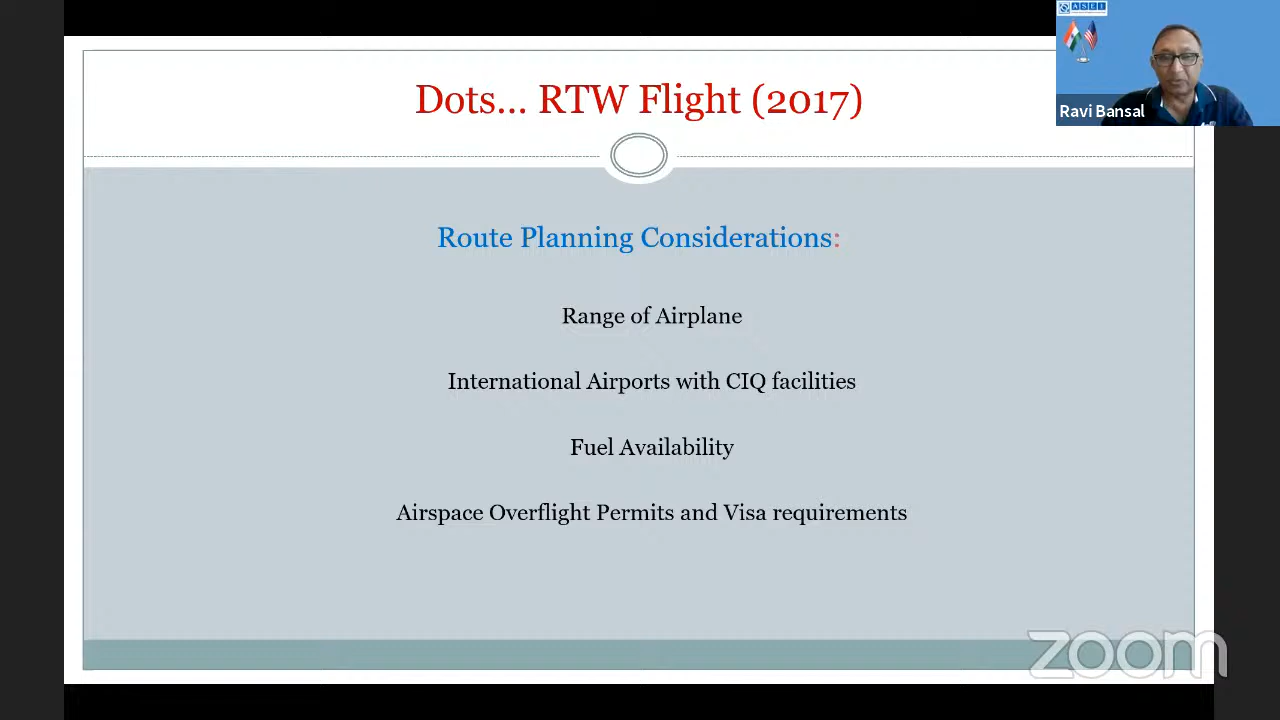 Dots... RTW Flight (2017)
Route Planning Considerations:
Range of Airplane
International Airports with CIQ facilities
Fuel Availability
Airspace Overflight Permits and Visa requirements
ASEI
Ravi Bansal
zoom